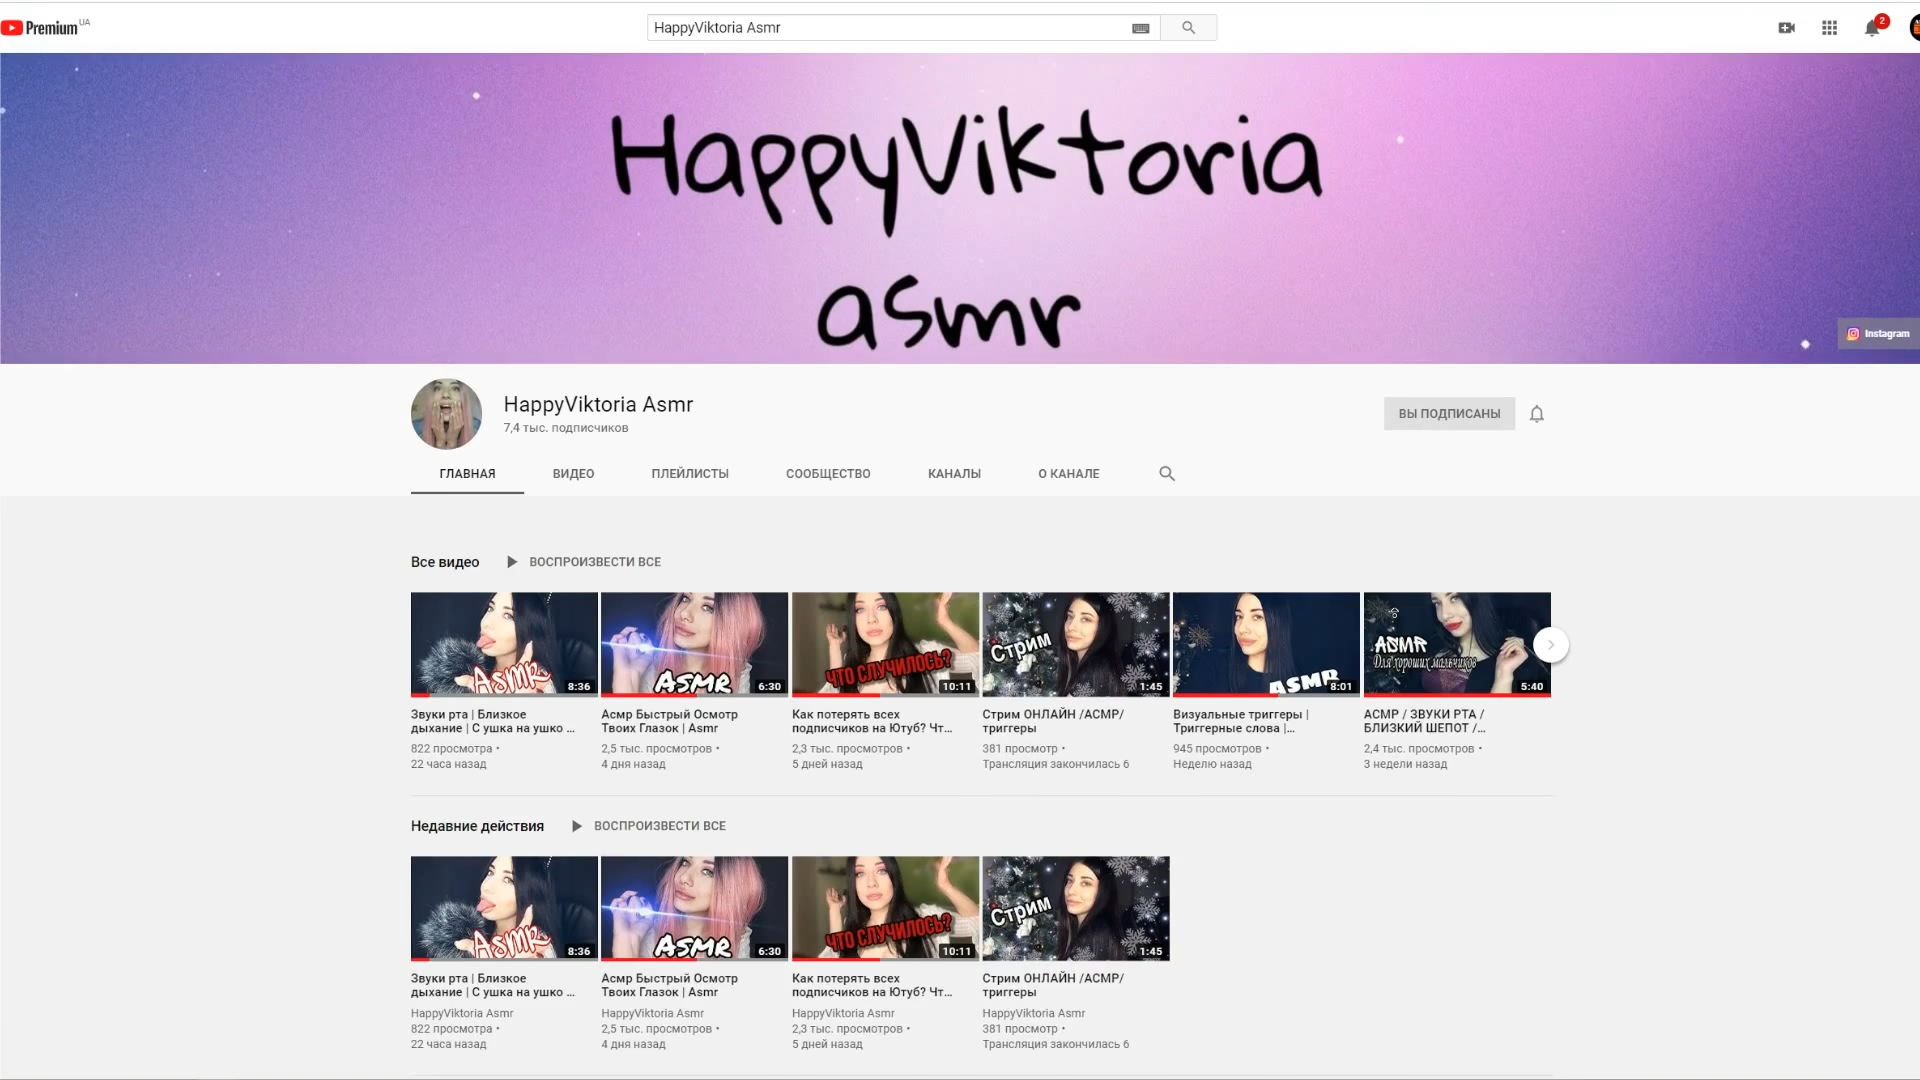 Premium UA
HappyViktoria Asmr
2
HappyViktoria
asmr
Instagram
HappyViktoria Asmr
7,4 тыс. подписчиков
ВЫ ПОДПИСАНЫ
ГЛАВНАЯ ВИДЕО ПЛЕЙЛИСТЫ СООБЩЕСТВО КАНАЛЫ О КАНАЛЕ
Все видео ВОСПРОИЗВЕСТИ ВСЕ
ASMR 8:36
ASMR 6:30
ЧТО СЛУЧИЛОСЬ? 10:11
Стрим 1:45
ASMR 8:01
ASMR
Для хороших мальчиков
5:40
Звуки рта | Близкое
дыхание | С ушка на ушко ...
822 просмотра •
22 часа назад
Асмр Быстрый Осмотр
Твоих Глазок | Asmr
2,5 тыс. просмотров •
4 дня назад
Как потерять всех
подписчиков на Ютуб? Чт...
2,3 тыс. просмотров •
5 дней назад
Стрим ОНЛАЙН /АСМР/
триггеры
381 просмотр •
Трансляция закончилась 6
Визуальные триггеры |
Триггерные слова |...
945 просмотров •
Неделю назад
АСМР / ЗВУКИ РТА /
БЛИЗКИЙ ШЕПОТ /...
2,4 тыс. просмотров •
3 недели назад
Недавние действия ВОСПРОИЗВЕСТИ ВСЕ
ASMR 8:36
ASMR 6:30
ЧТО СЛУЧИЛОСЬ? 10:11
Стрим 1:45
Звуки рта | Близкое
дыхание | С ушка на ушко ...
HappyViktoria Asmr
822 просмотра •
22 часа назад
Асмр Быстрый Осмотр
Твоих Глазок | Asmr
HappyViktoria Asmr
2,5 тыс. просмотров •
4 дня назад
Как потерять всех
подписчиков на Ютуб? Чт...
HappyViktoria Asmr
2,3 тыс. просмотров •
5 дней назад
Стрим ОНЛАЙН /АСМР/
триггеры
HappyViktoria Asmr
381 просмотр •
Трансляция закончилась 6